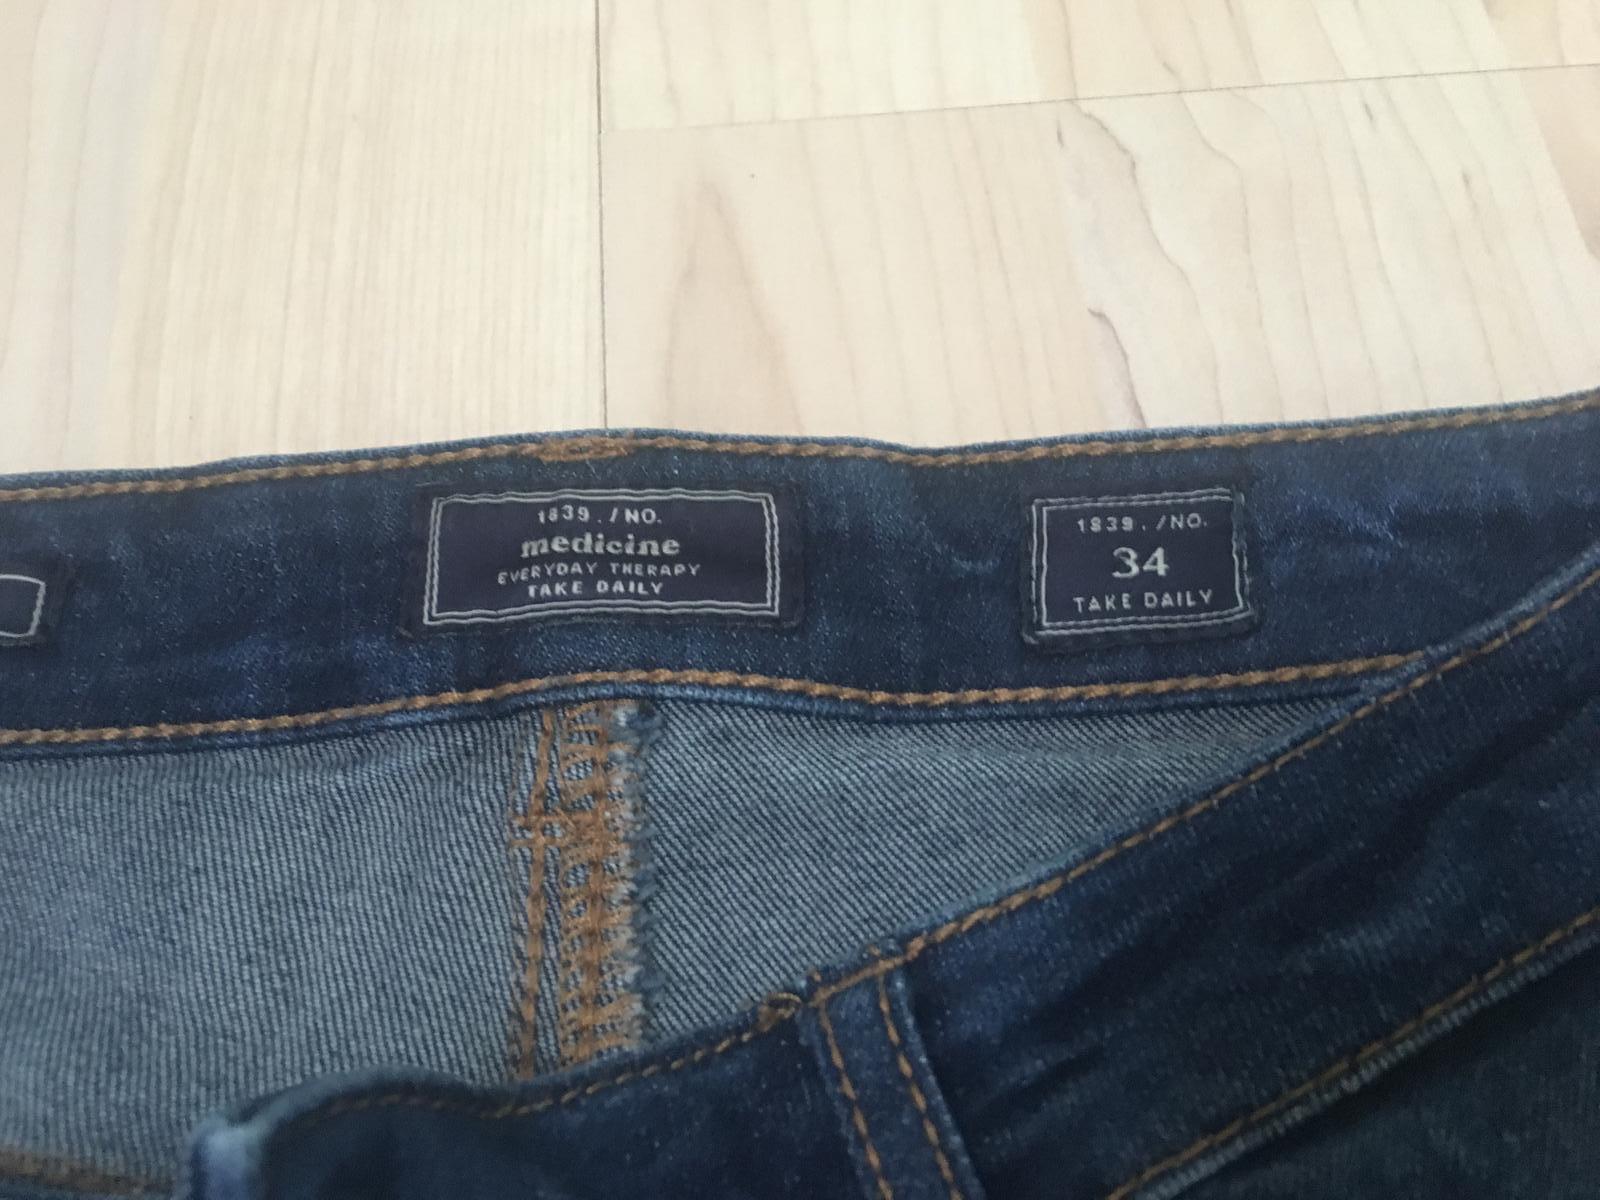 1839./NO.
medicine
EVERYDAY THERAPY
TAKE DAILY
1839./NO.
34
TAKE DAILY